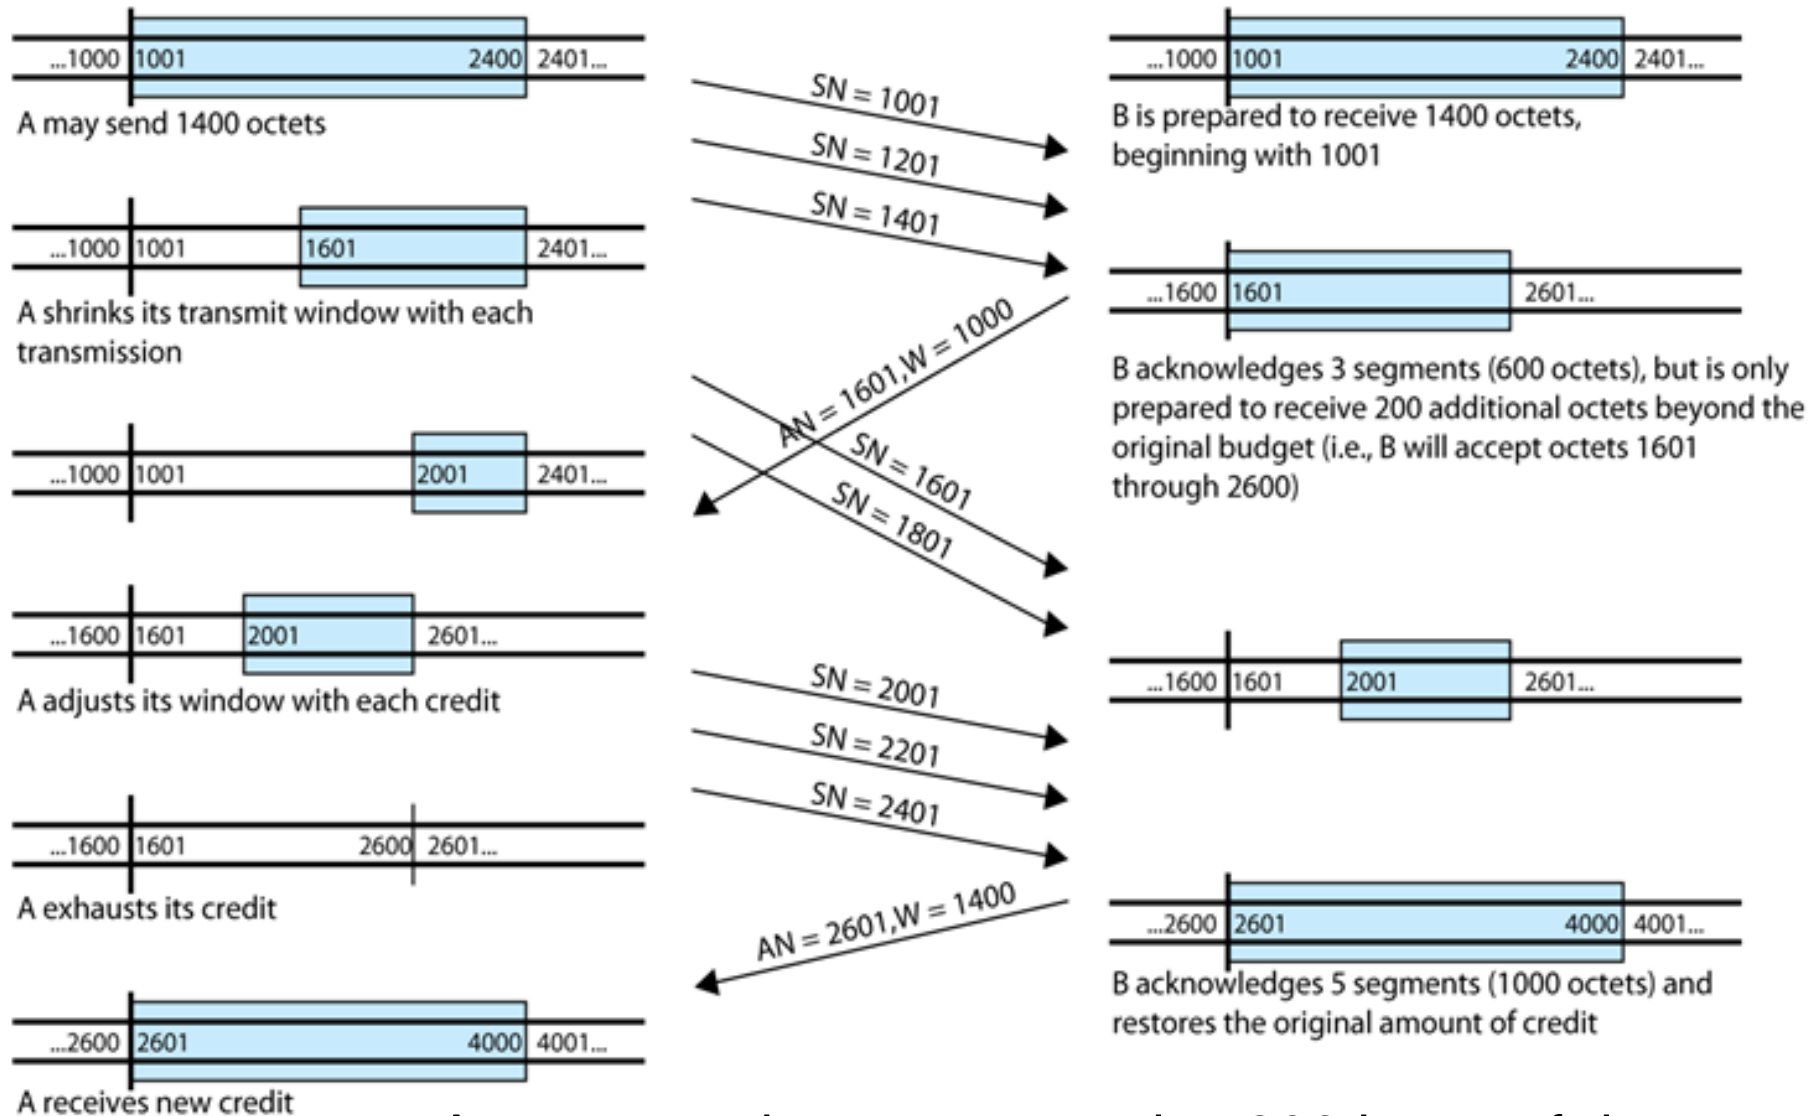 ...1000 1001 2400 2401...
A may send 1400 octets
...1000 1001 1601 2401...
A shrinks its transmit window with each
transmission
...1000 1001 2001 2401...
...1600 1601 2001 2601...
A adjusts its window with each credit
...1600 1601 2600 2601...
A exhausts its credit
...2600 2601 4000 4001...
A receives new credit
SN = 1001
SN = 1201
SN = 1401
AN = 1601,W = 1000
SN = 1601
SN = 1801
SN = 2001
SN = 2201
SN = 2401
AN = 2601,W = 1400
...1000 1001 2400 2401...
B is prepared to receive 1400 octets,
beginning with 1001
...1600 1601 2601...
B acknowledges 3 segments (600 octets), but is only
prepared to receive 200 additional octets beyond the
original budget (i.e., B will accept octets 1601
through 2600)
...1600 1601 2001 2601...
...2600 2601 4000 4001...
B acknowledges 5 segments (1000 octets) and
restores the original amount of credit